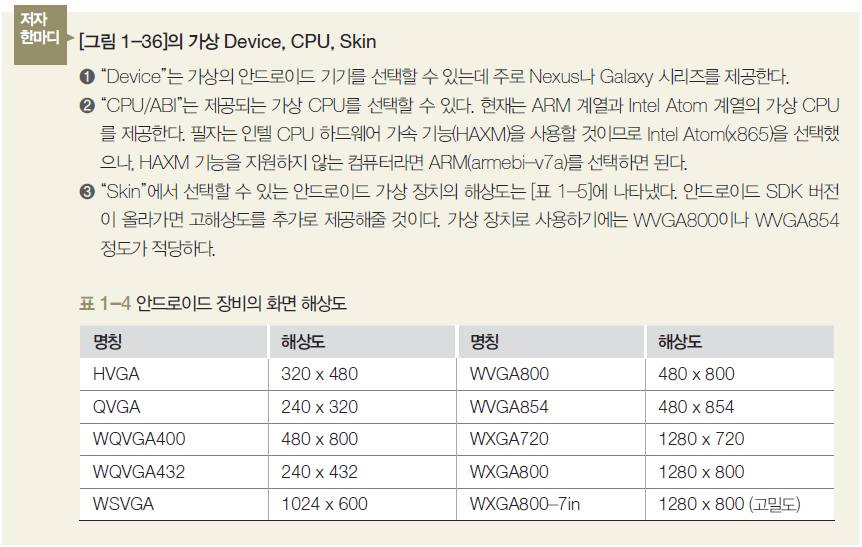 저자
한마디
[그림 1-36]의 가상 Device, CPU, Skin
❶ “Device”는 가상의 안드로이드 기기를 선택할 수 있는데 주로 Nexus나 Galaxy 시리즈를 제공한다.
❷ “CPU/ABI”는 제공되는 가상 CPU를 선택할 수 있다. 현재는 ARM 계열과 Intel Atom 계열의 가상 CPU
를 제공한다. 필자는 인텔 CPU 하드웨어 가속 기능(HAXM)을 사용할 것이므로 Intel Atom(x865)을 선택했
으나, HAXM 기능을 지원하지 않는 컴퓨터라면 ARM(armebi-v7a)를 선택하면 된다.
❸ “Skin”에서 선택할 수 있는 안드로이드 가상 장치의 해상도는 [표 1-5]에 나타냈다. 안드로이드 SDK 버전
이 올라가면 고해상도를 추가로 제공해줄 것이다. 가상 장치로 사용하기에는 WVGA800이나 WVGA854
정도가 적당하다.
표 1-4 안드로이드 장비의 화면 해상도
명칭 해상도 명칭 해상도
HVGA 320 x 480 WVGA800 480 x 800
QVGA 240 x 320 WVGA854 480 x 854
WQVGA400 480 x 800 WXGA720 1280 x 720
WQVGA432 240 x 432 WXGA800 1280 x 800
WSVGA 1024 x 600 WXGA800-7in 1280 x 800 (고밀도)